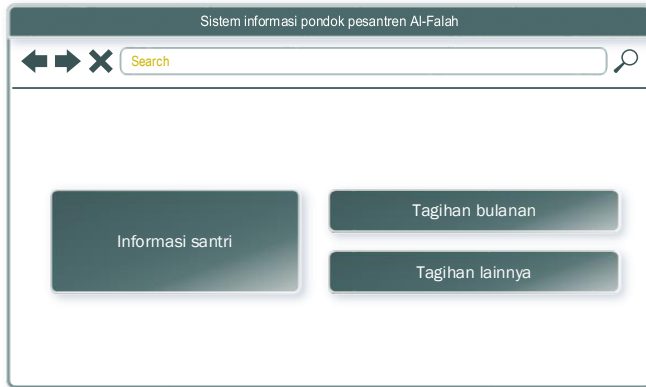 Sistem informasi pondok pesantren Al-Falah
Search
Informasi santri
Tagihan bulanan
Tagihan lainnya